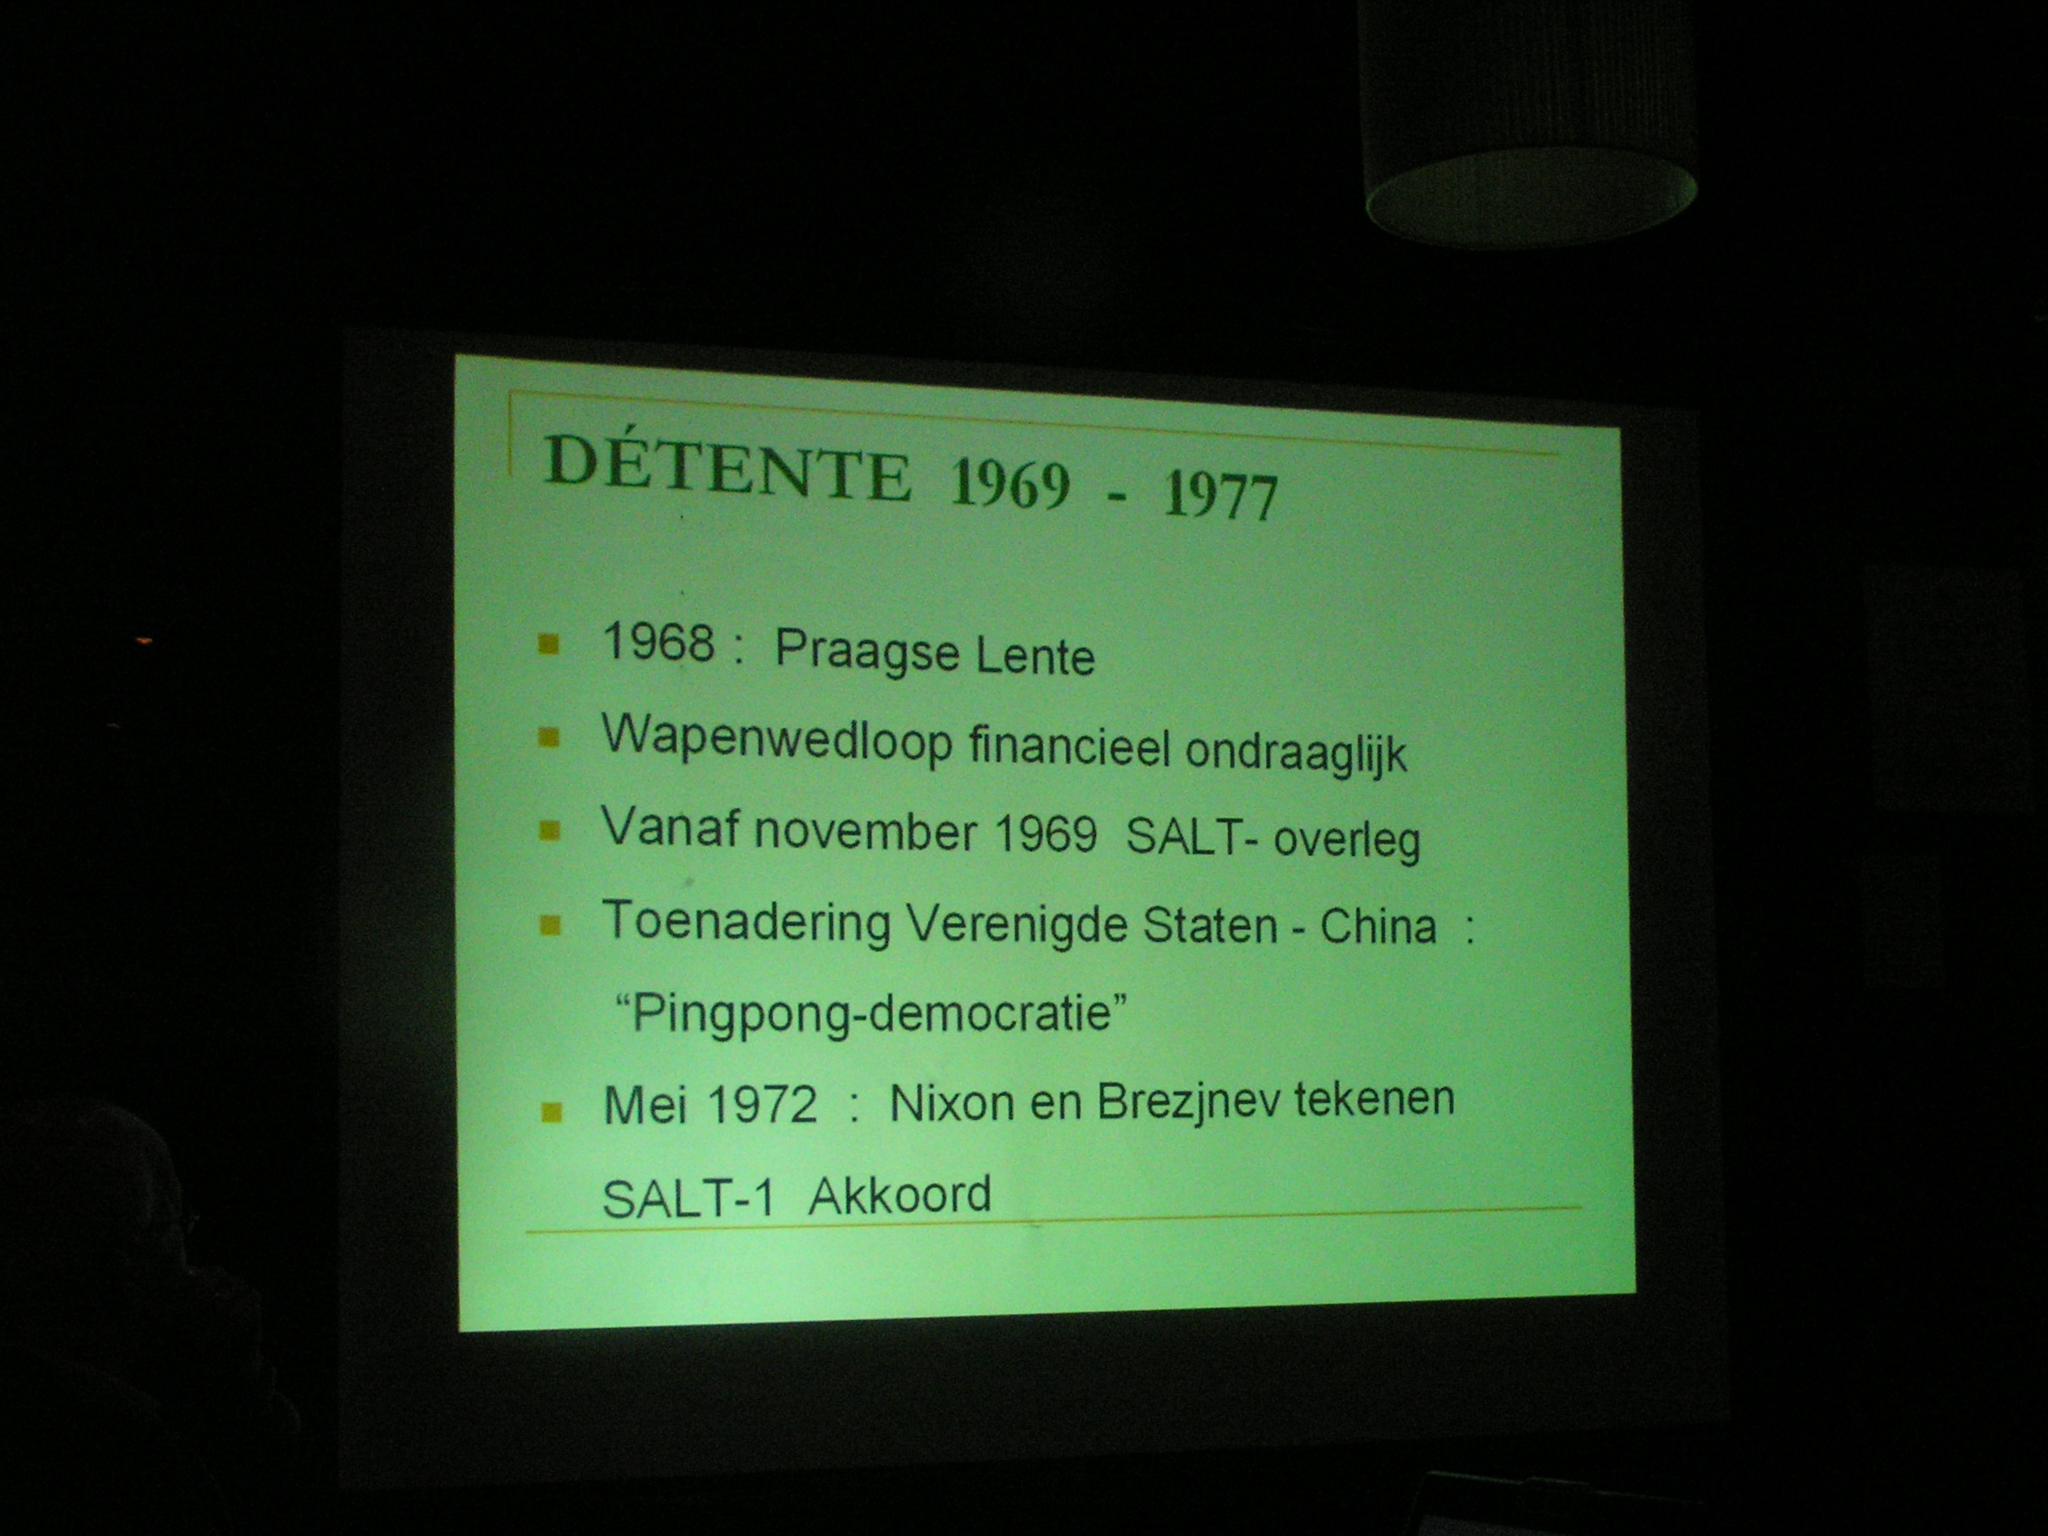 DÉTENTE 1969 - 1977
1968 : Praagse Lente
Wapenwedloop financieel ondraaglijk
Vanaf november 1969 SALT- overleg
Toenadering Verenigde Staten - China :
“Pingpong-democratie”
Mei 1972 : Nixon en Brezjnev tekenen
SALT-1 Akkoord